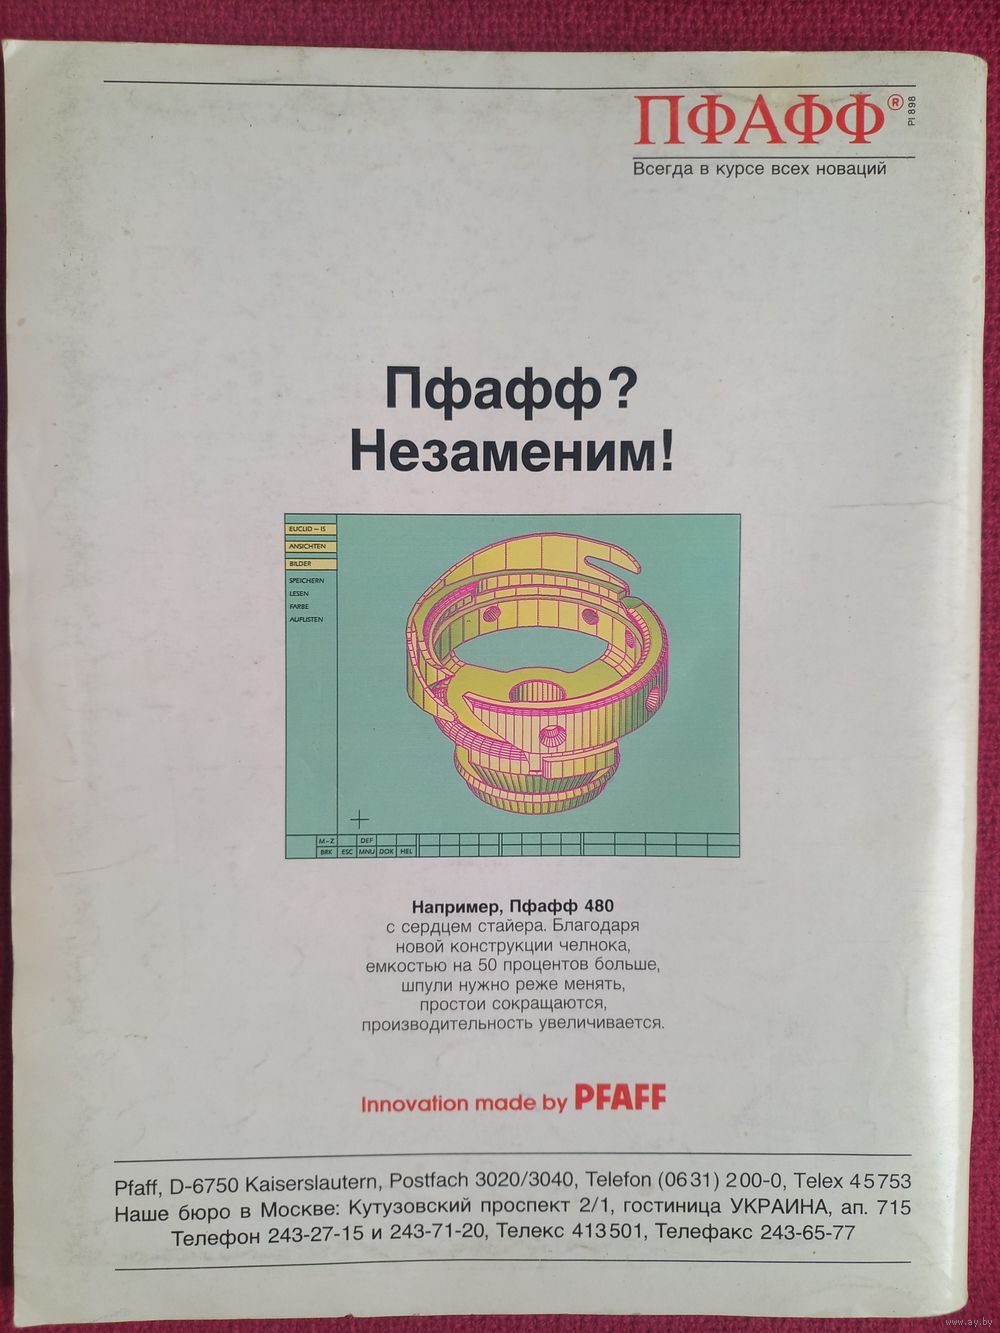 ПФАФФ®
PI 898
Всегда в курсе всех новаций
Пфафф?
Незаменим!
EUCLID – IS
ANSICHTEN
BILDER
SPEICHERN
LESEN
FARBE
AUFLISTEN
M–Z DEF
BRK ESC MNU DOK HEL
Например, Пфафф 480
с сердцем стайера. Благодаря
новой конструкции челнока,
емкостью на 50 процентов больше,
шпули нужно реже менять,
простои сокращаются,
производительность увеличивается.
Innovation made by PFAFF
Pfaff, D-6750 Kaiserslautern, Postfach 3020/3040, Telefon (0631) 200-0, Telex 45753
Наше бюро в Москве: Кутузовский проспект 2/1, гостиница УКРАИНА, ап. 715
Телефон 243-27-15 и 243-71-20, Телекс 413501, Телефакс 243-65-77
www.ay.by